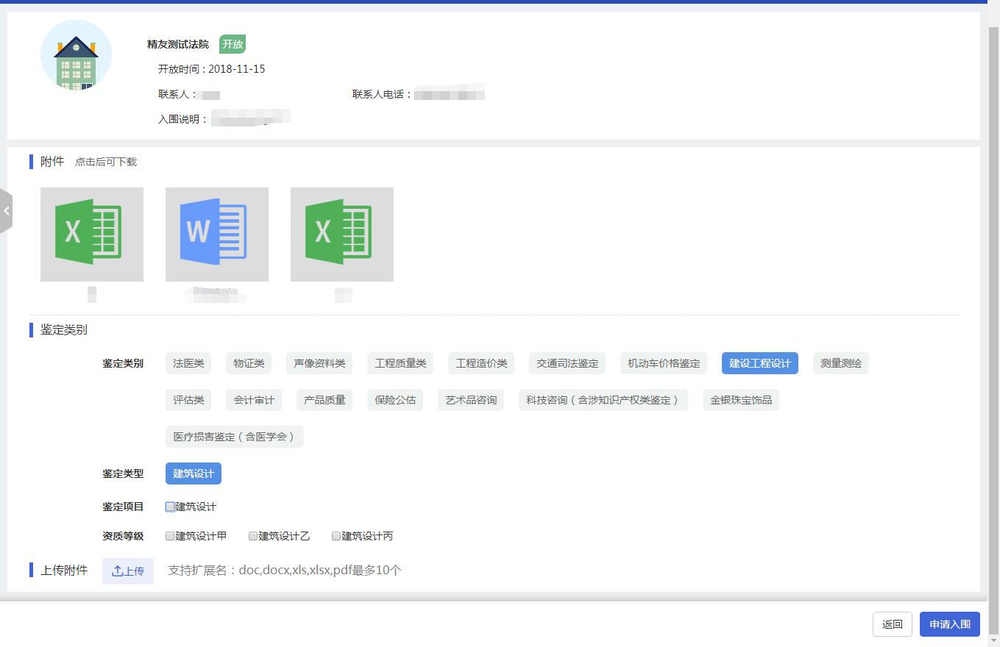 精友测试法院 开放
开放时间：2018-11-15
联系人： 联系人电话：
入围说明：
附件 点击后可下载
X W X
鉴定类别
鉴定类别 法医类 物证类 声像资料类 工程质量类 工程造价类 交通司法鉴定 机动车价格鉴定 建设工程设计 测量测绘
评估类 会计审计 产品质量 保险公估 艺术品咨询 科技咨询（含涉知识产权类鉴定） 金银珠宝饰品
医疗损害鉴定（含医学会）
鉴定类型 建筑设计
鉴定项目 建筑设计
资质等级 建筑设计甲 建筑设计乙 建筑设计丙
上传附件 上传 支持扩展名：doc,docx,xls,xlsx,pdf最多10个
返回 申请入围